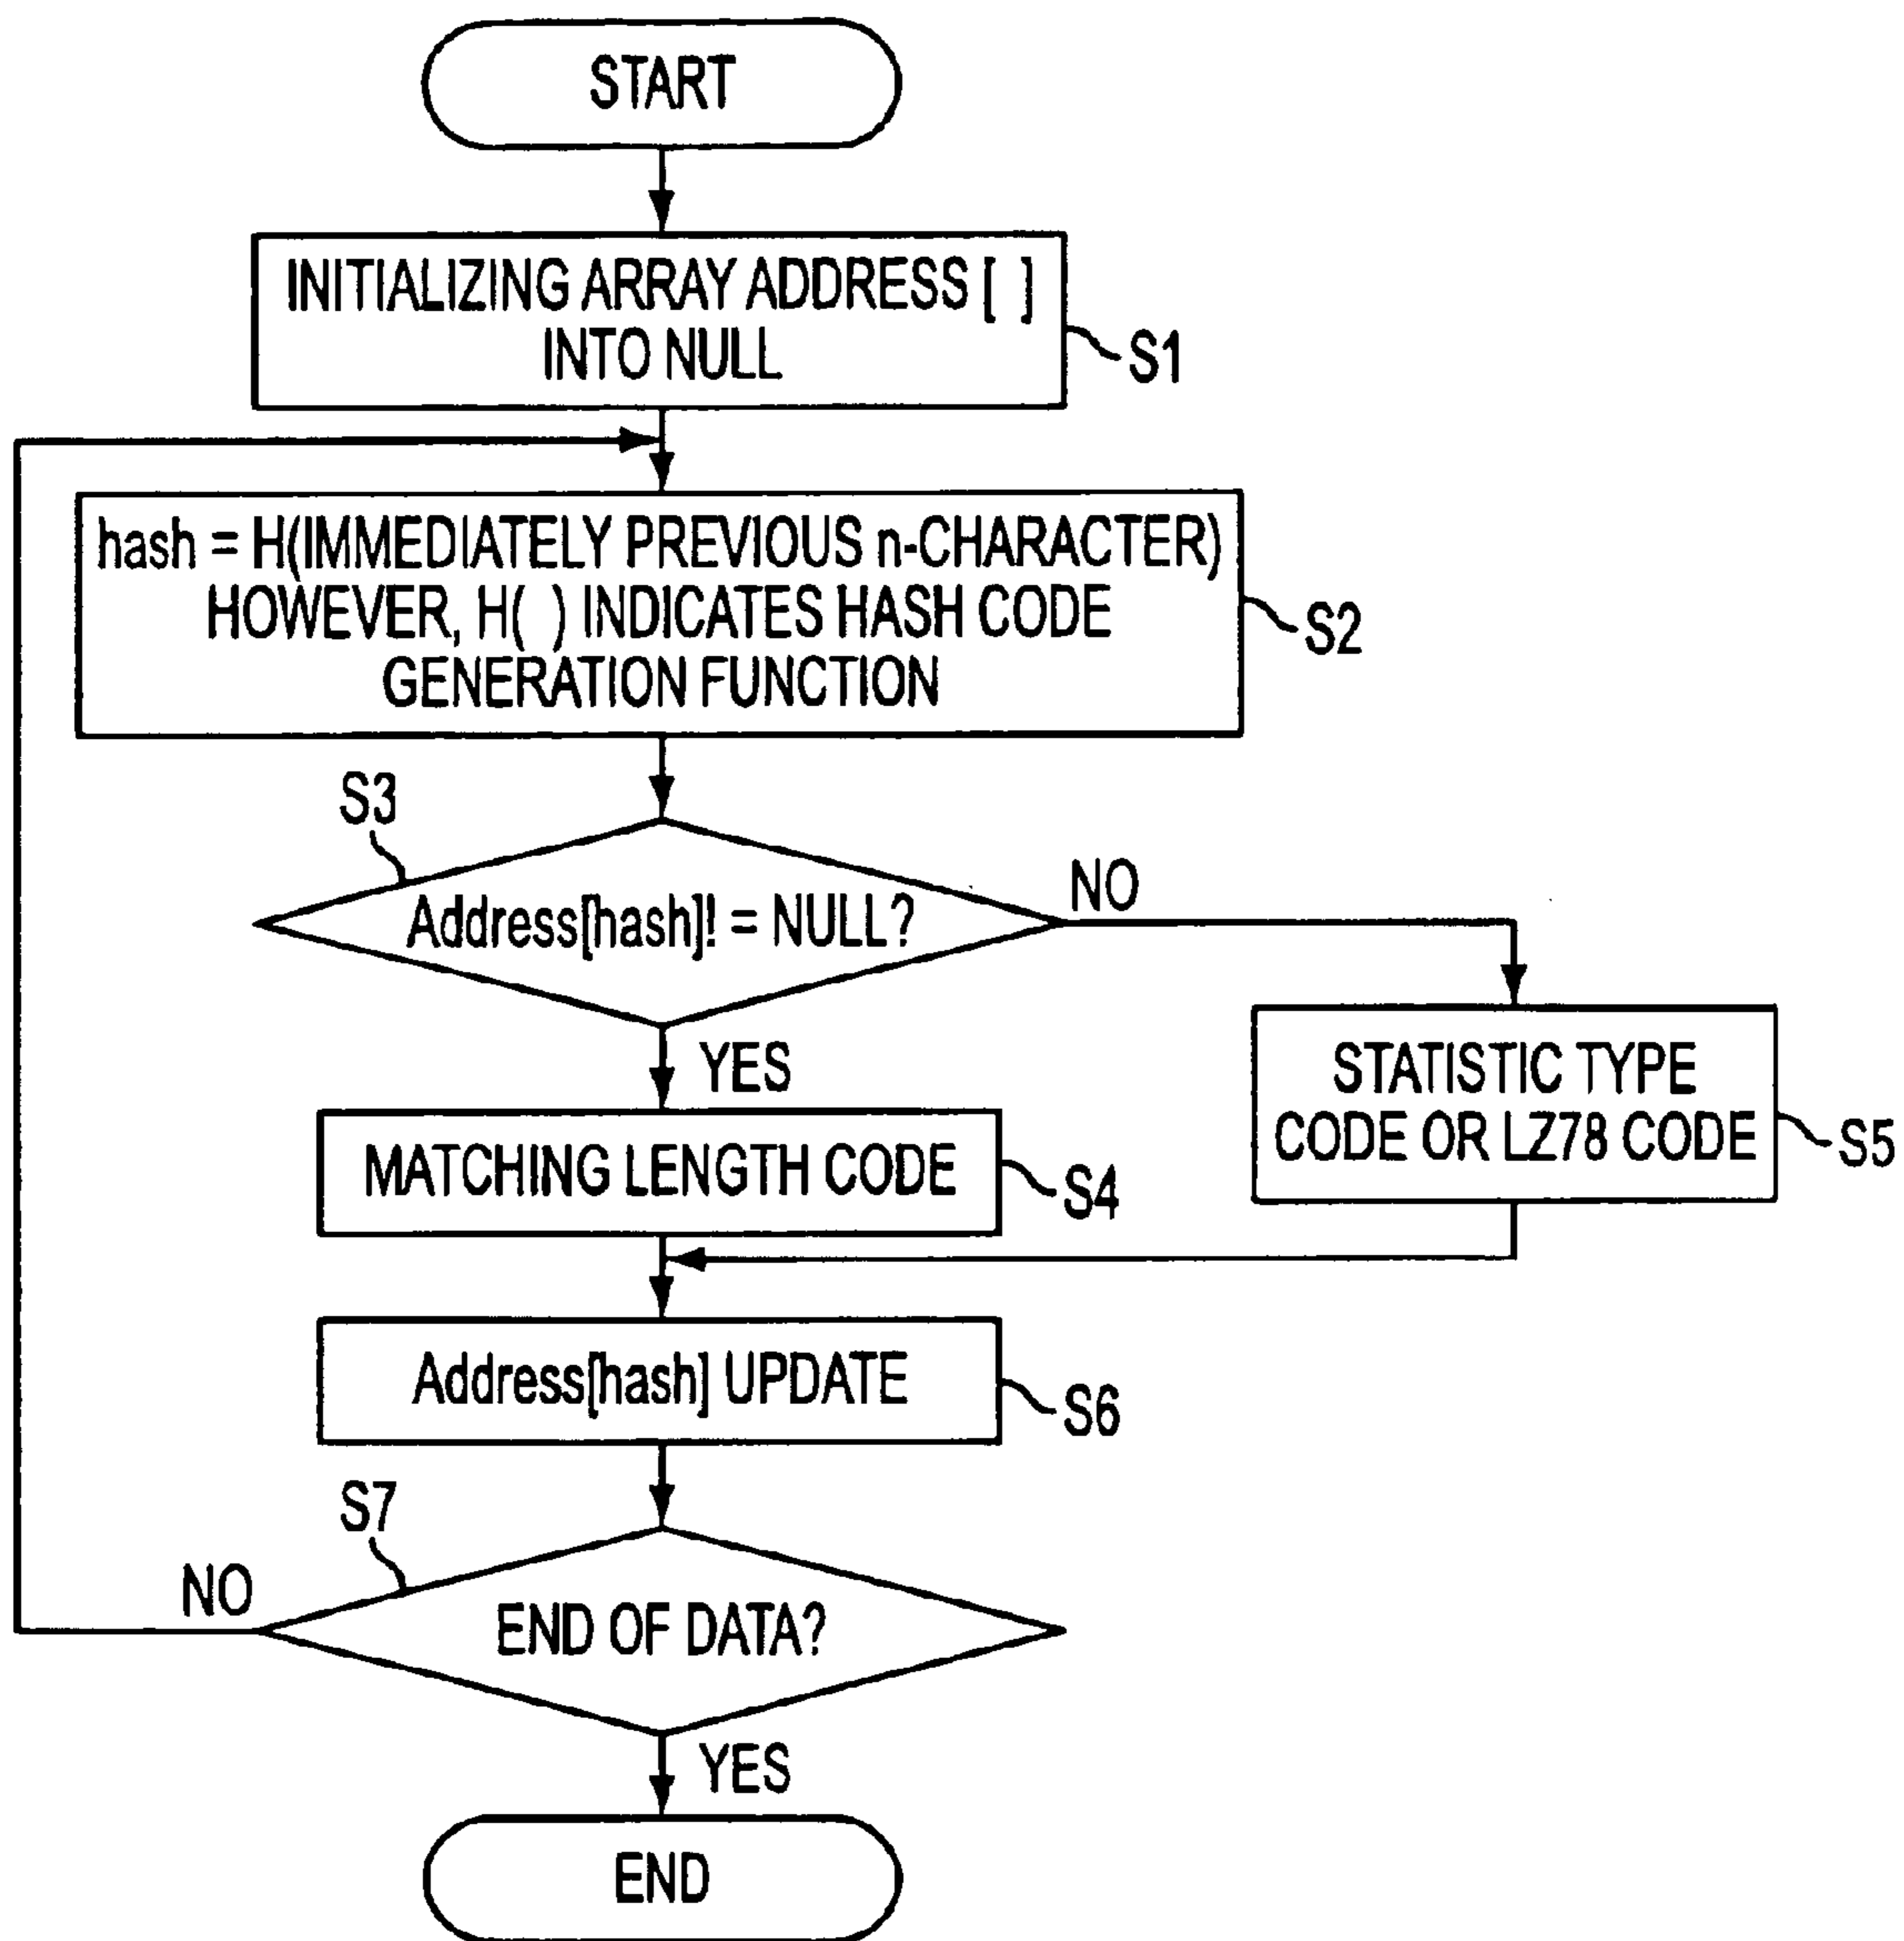 START
INITIALIZING ARRAY ADDRESS [ ]
INTO NULL
S1
hash = H(IMMEDIATELY PREVIOUS n-CHARACTER)
HOWEVER, H( ) INDICATES HASH CODE
GENERATION FUNCTION
S2
S3
Address[hash]! = NULL?
NO
YES
STATISTIC TYPE
CODE OR LZ78 CODE
S5
MATCHING LENGTH CODE
S4
Address[hash] UPDATE
S6
S7
NO
END OF DATA?
YES
END